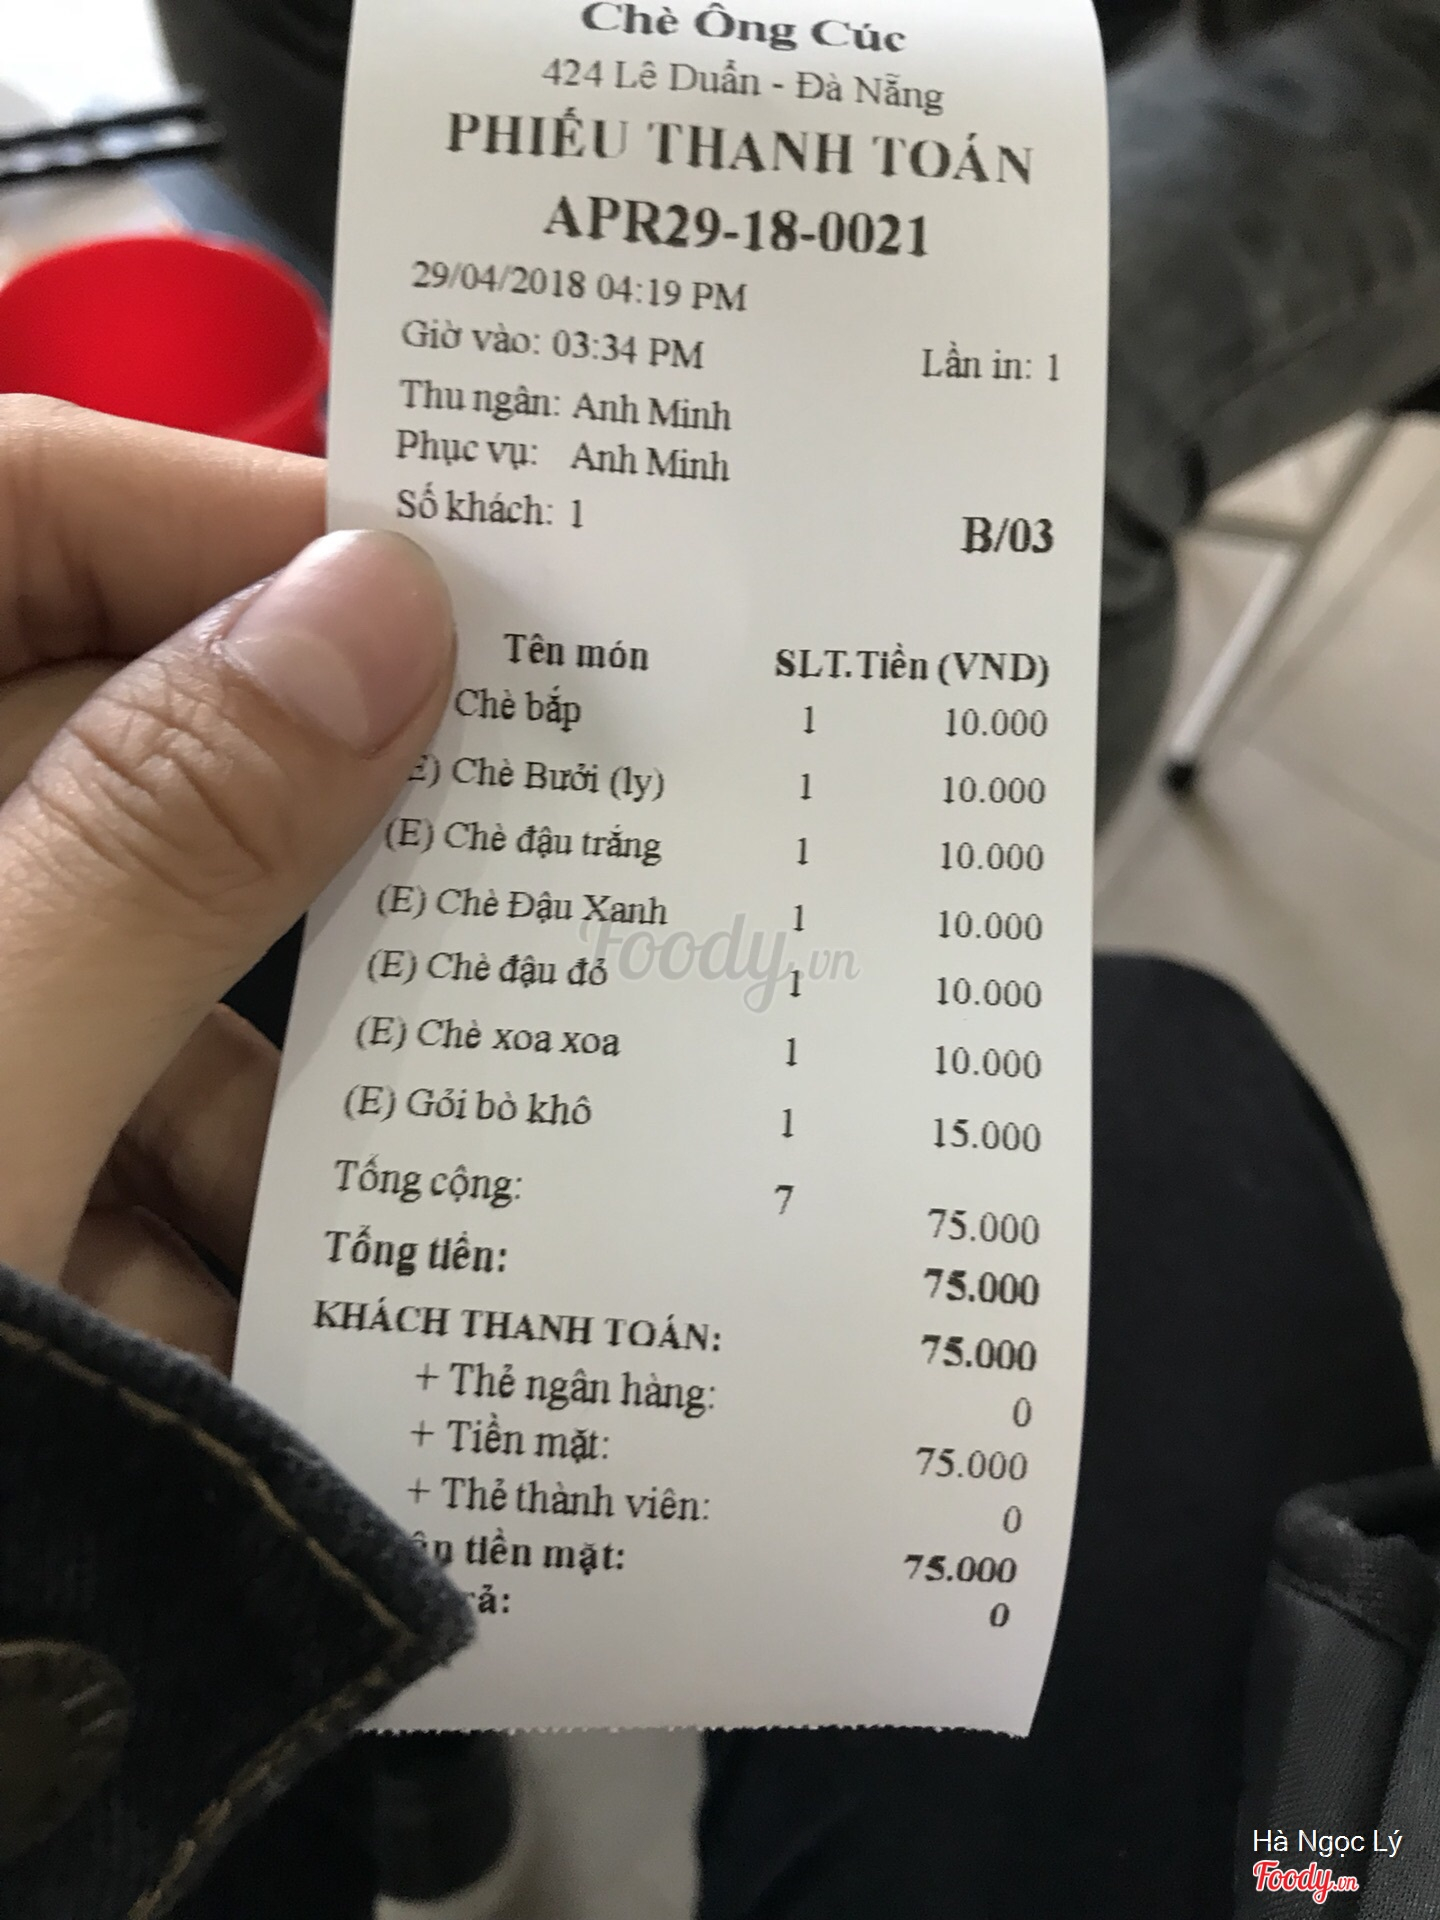 Chè Ông Cúc
424 Lê Duẩn - Đà Nẵng
PHIẾU THANH TOÁN
APR29-18-0021
29/04/2018 04:19 PM
Giờ vào: 03:34 PM Lần in: 1
Thu ngân: Anh Minh
Phục vụ: Anh Minh
Số khách: 1
B/03
Tên món SLT.Tiền (VND)
Chè bắp 1 10.000
E) Chè Bưởi (ly) 1 10.000
(E) Chè đậu trắng 1 10.000
(E) Chè Đậu Xanh 1 10.000
(E) Chè đậu đỏ 1 10.000
(E) Chè xoa xoa 1 10.000
(E) Gỏi bò khô 1 15.000
Tổng cộng: 7 75.000
Tổng tiền: 75.000
KHÁCH THANH TOÁN: 75.000
+ Thẻ ngân hàng: 0
+ Tiền mặt: 75.000
+ Thẻ thành viên: 0
tiền mặt: 75.000
0
Foody.vn
Hà Ngọc Lý
Foody.vn